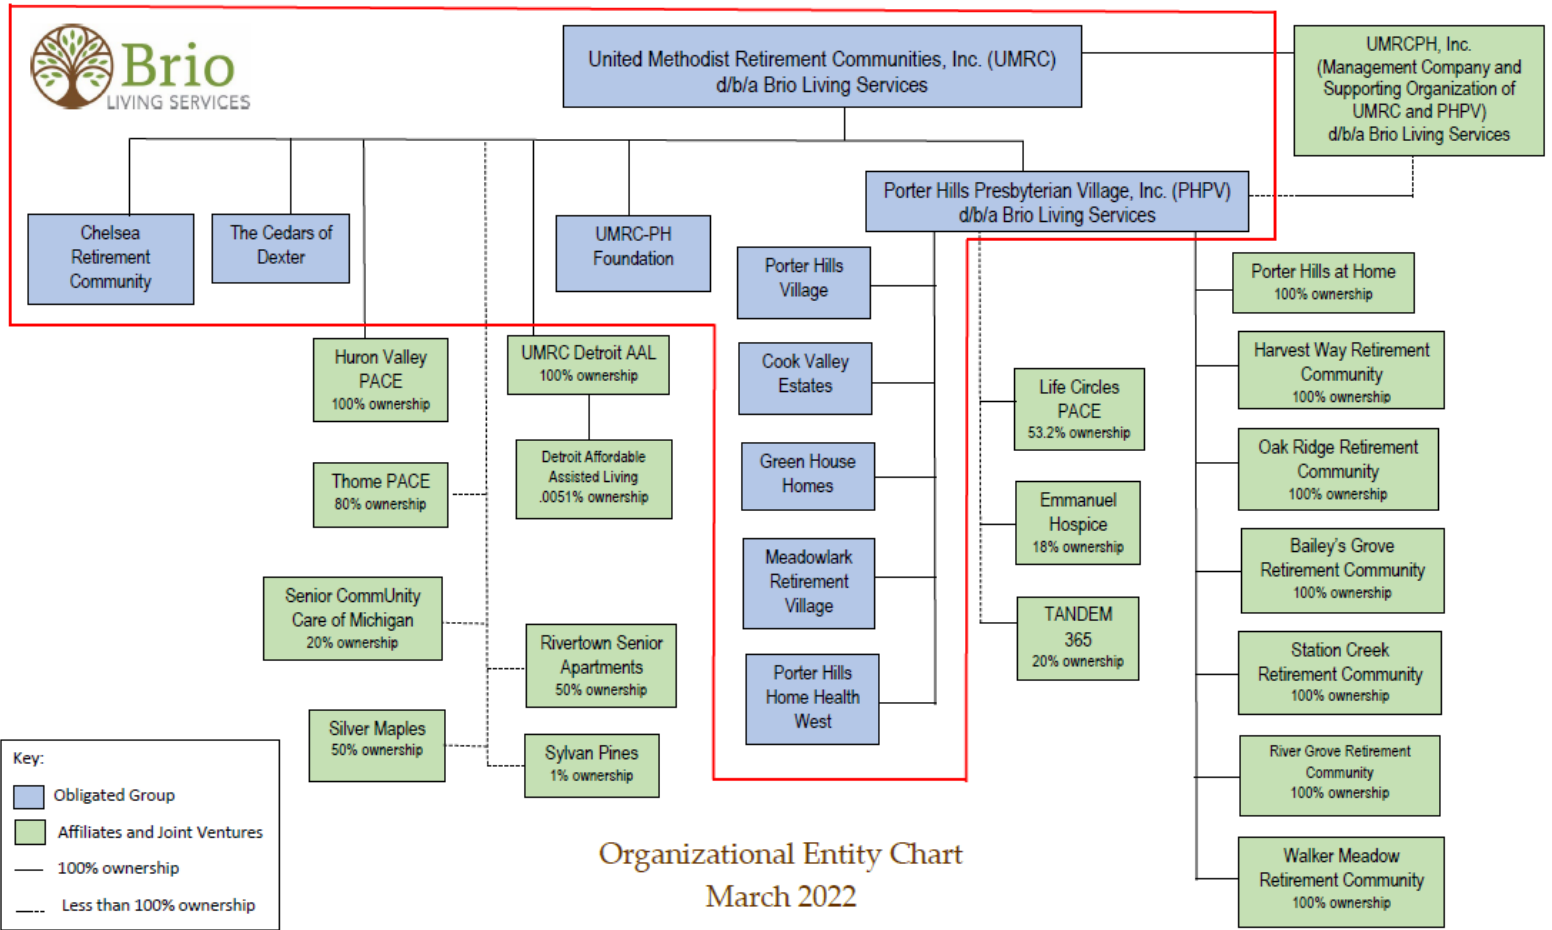 Brio
LIVING SERVICES
United Methodist Retirement Communities, Inc. (UMRC)
d/b/a Brio Living Services
UMRCPH, Inc.
(Management Company and
Supporting Organization of
UMRC and PHPV)
d/b/a Brio Living Services
Porter Hills Presbyterian Village, Inc. (PHPV)
d/b/a Brio Living Services
Chelsea
Retirement
Community
The Cedars of
Dexter
UMRC-PH
Foundation
Huron Valley
PACE
100% ownership
UMRC Detroit AAL
100% ownership
Detroit Affordable
Assisted Living
.0051% ownership
Thome PACE
80% ownership
Senior CommUnity
Care of Michigan
20% ownership
Rivertown Senior
Apartments
50% ownership
Silver Maples
50% ownership
Sylvan Pines
1% ownership
Porter Hills
Village
Cook Valley
Estates
Green House
Homes
Meadowlark
Retirement
Village
Porter Hills
Home Health
West
Life Circles
PACE
53.2% ownership
Emmanuel
Hospice
18% ownership
TANDEM
365
20% ownership
Porter Hills at Home
100% ownership
Harvest Way Retirement
Community
100% ownership
Oak Ridge Retirement
Community
100% ownership
Bailey's Grove
Retirement Community
100% ownership
Station Creek
Retirement Community
100% ownership
River Grove Retirement
Community
100% ownership
Walker Meadow
Retirement Community
100% ownership
Key:
Obligated Group
Affiliates and Joint Ventures
100% ownership
Less than 100% ownership
Organizational Entity Chart
March 2022